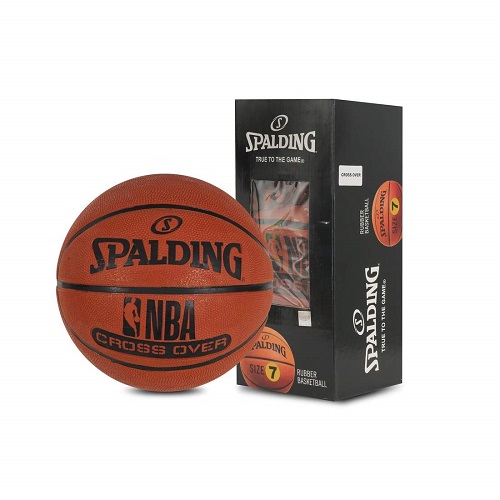 S
SPALDING
NBA
CROSS OVER
S
SPALDING
TRUE TO THE GAME®
SPALDING
SIZE 7
RUBBER
BASKETBALL
CROSS OVER
SPALDING
SIZE 7
RUBBER
BASKETBALL
S
SPALDING
TRUE TO THE GAME®